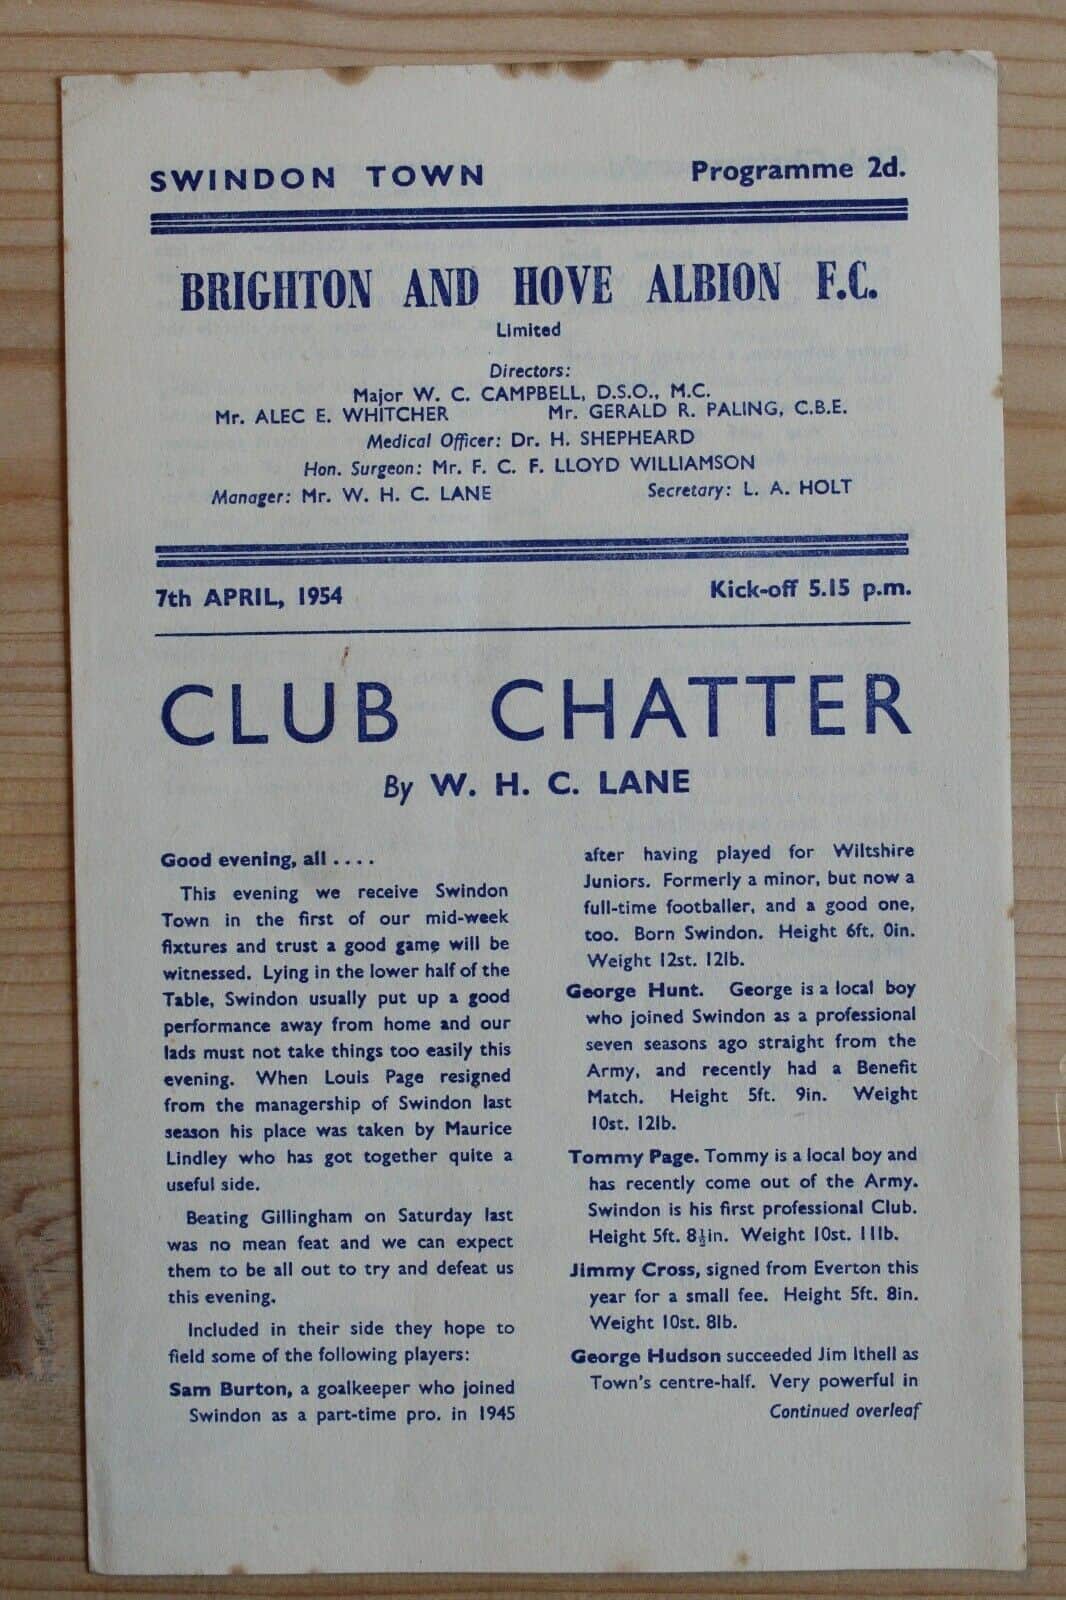 SWINDON TOWN Programme 2d.
BRIGHTON AND HOVE ALBION F.C.
Limited
Directors:
Major W. C. CAMPBELL, D.S.O., M.C.
Mr. ALEC E. WHITCHER Mr. GERALD R. PALING, C.B.E.
Medical Officer: Dr. H. SHEPHEARD
Hon. Surgeon: Mr. F. C. F. LLOYD WILLIAMSON
Manager: Mr. W. H. C. LANE Secretary: L. A. HOLT
7th APRIL, 1954 Kick-off 5.15 p.m.
CLUB CHATTER
By W. H. C. LANE
Good evening, all . . . .
This evening we receive Swindon
Town in the first of our mid-week
fixtures and trust a good game will be
witnessed. Lying in the lower half of the
Table, Swindon usually put up a good
performance away from home and our
lads must not take things too easily this
evening. When Louis Page resigned
from the managership of Swindon last
season his place was taken by Maurice
Lindley who has got together quite a
useful side.
Beating Gillingham on Saturday last
was no mean feat and we can expect
them to be all out to try and defeat us
this evening.
Included in their side they hope to
field some of the following players:
Sam Burton, a goalkeeper who joined
Swindon as a part-time pro. in 1945
after having played for Wiltshire
Juniors. Formerly a minor, but now a
full-time footballer, and a good one,
too. Born Swindon. Height 6ft. 0in.
Weight 12st. 12lb.
George Hunt. George is a local boy
who joined Swindon as a professional
seven seasons ago straight from the
Army, and recently had a Benefit
Match. Height 5ft. 9in. Weight
10st. 12lb.
Tommy Page. Tommy is a local boy and
has recently come out of the Army.
Swindon is his first professional Club.
Height 5ft. 8½in. Weight 10st. 11lb.
Jimmy Cross, signed from Everton this
year for a small fee. Height 5ft. 8in.
Weight 10st. 8lb.
George Hudson succeeded Jim Ithell as
Town's centre-half. Very powerful in
Continued overleaf